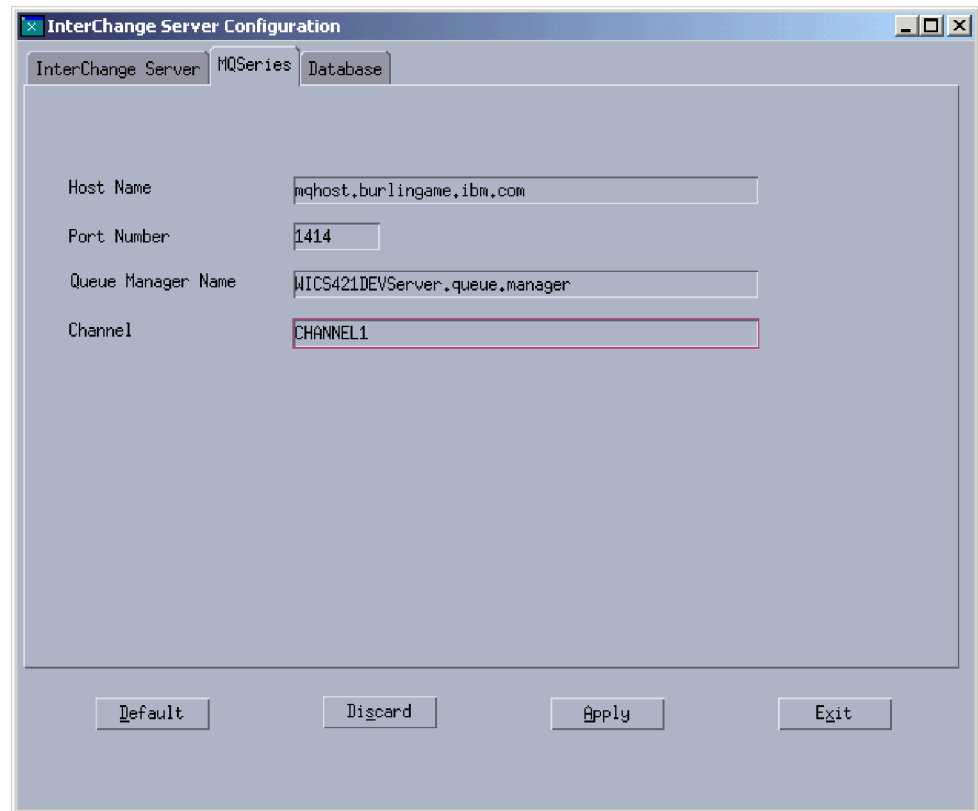 InterChange Server Configuration
InterChange Server MQSeries Database
Host Name mqhost.burlingame.ibm.com
Port Number 1414
Queue Manager Name WICS421DEVServer.queue.manager
Channel CHANNEL1
Default Discard Apply Exit